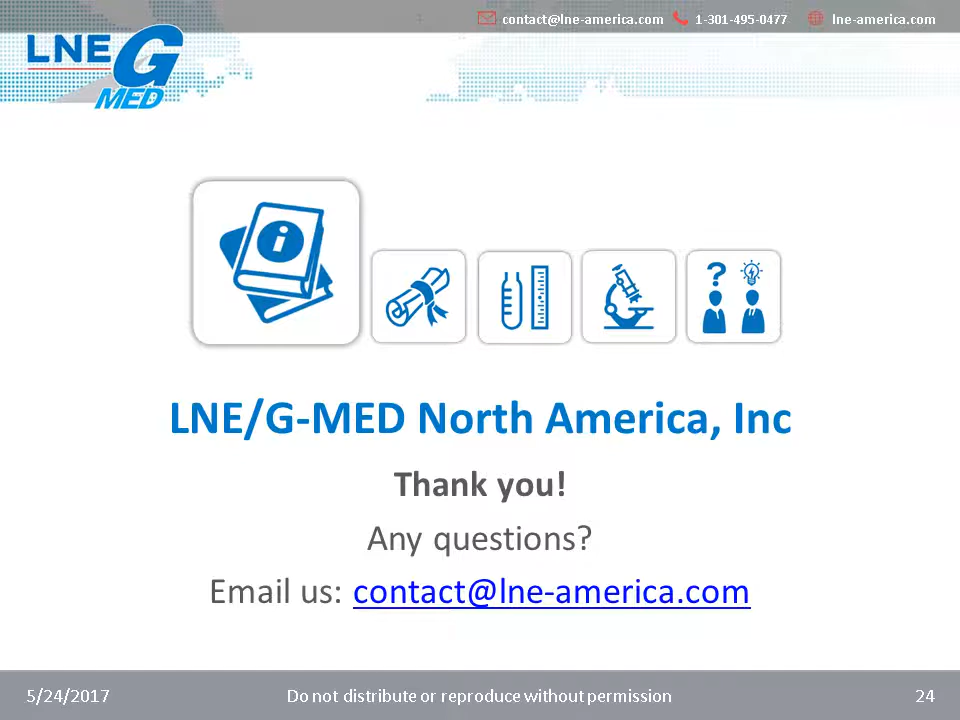 contact@lne-america.com 1-301-495-0477 lne-america.com
LNE G
MED
i
?
LNE/G-MED North America, Inc
Thank you!
Any questions?
Email us: contact@lne-america.com
5/24/2017 Do not distribute or reproduce without permission 24